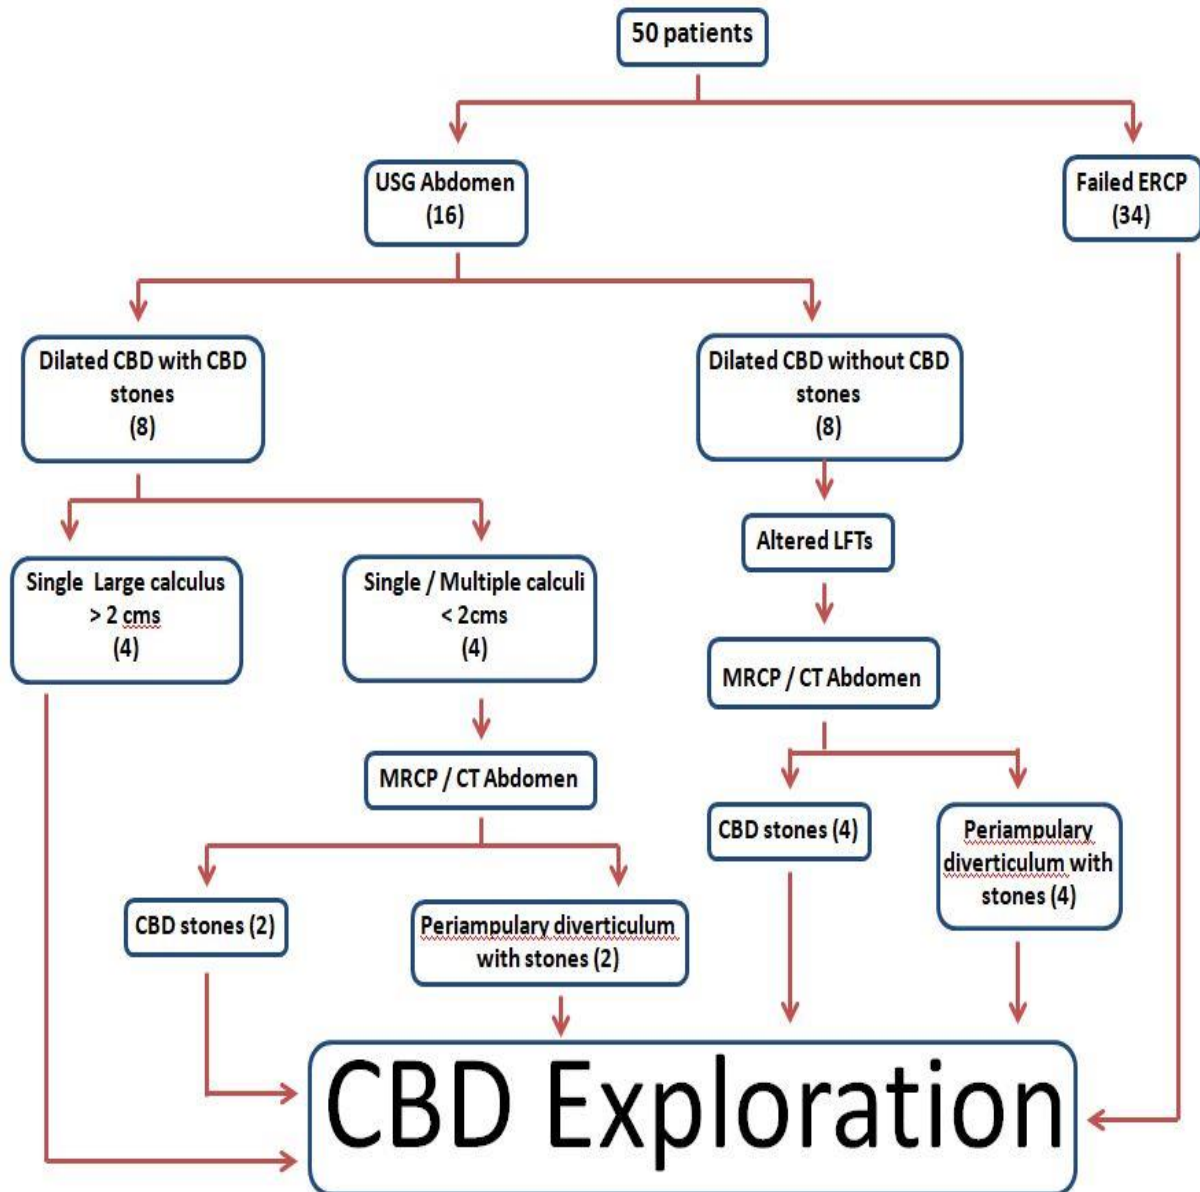 50 patients
USG Abdomen
(16)
Failed ERCP
(34)
Dilated CBD with CBD
stones
(8)
Dilated CBD without CBD
stones
(8)
Single Large calculus
> 2 cms
(4)
Single / Multiple calculi
< 2cms
(4)
Altered LFTs
MRCP / CT Abdomen
MRCP / CT Abdomen
CBD stones (4)
Periampulary
diverticulum with
stones (4)
CBD stones (2)
Periampulary diverticulum
with stones (2)
CBD Exploration